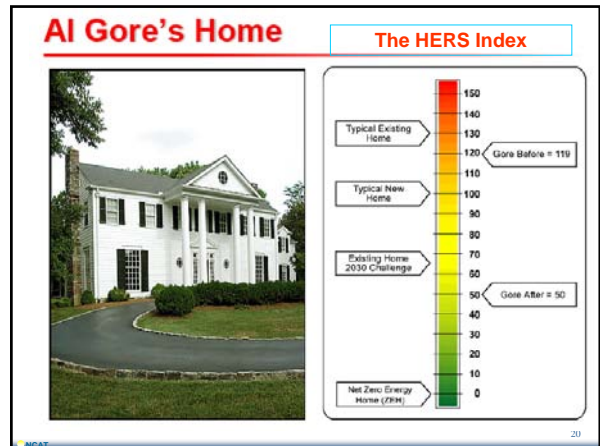 Al Gore's Home
The HERS Index
150
140
Typical Existing
Home
130
120
Gore Before = 119
110
Typical New
Home
100
90
80
70
Existing Home
2030 Challenge
60
50
Gore After = 50
40
30
20
10
Net Zero Energy
Home (ZEH)
0
20
NCAT